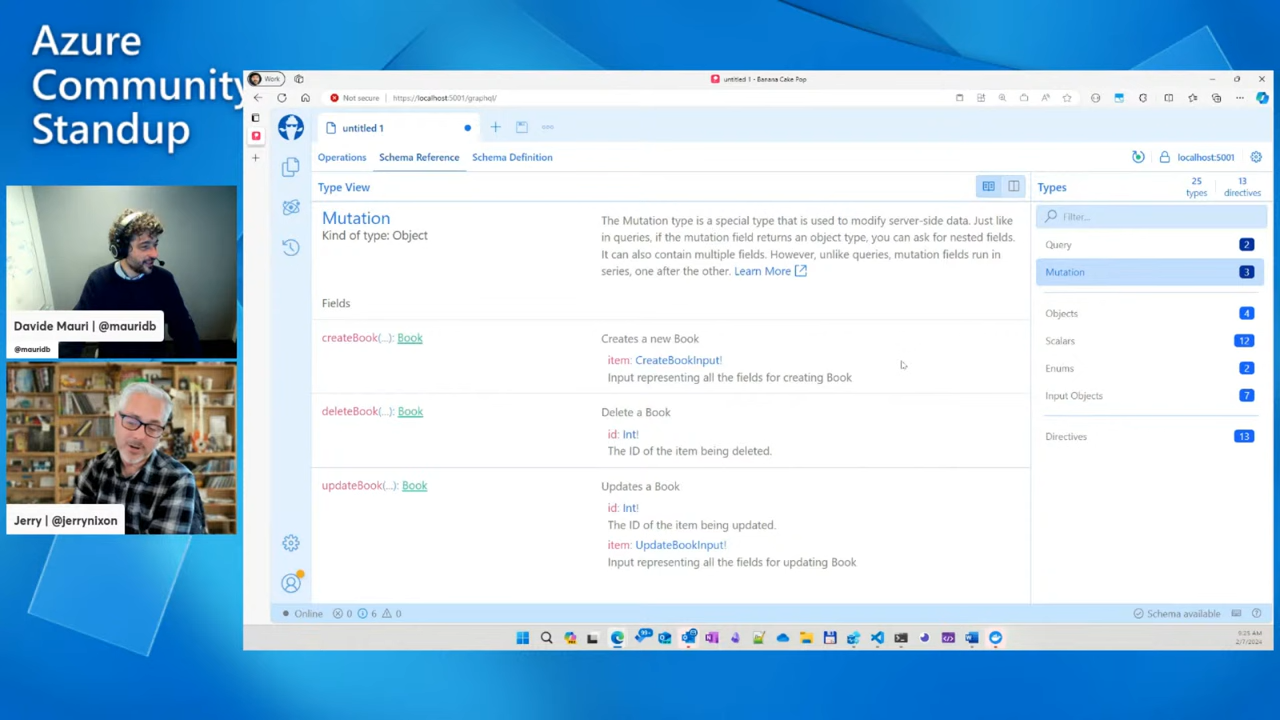 Azure
Community
Standup
Davide Mauri | @mauridb
@mauridb
Jerry | @jerrynixon
Work
untitled 1 - Banana Cake Pop
Not secure
https://localhost:5001/graphql/
untitled 1
Operations
Schema Reference
Schema Definition
localhost:5001
Type View
Mutation
Kind of type: Object
The Mutation type is a special type that is used to modify server-side data. Just like
in queries, if the mutation field returns an object type, you can ask for nested fields.
It can also contain multiple fields. However, unlike queries, mutation fields run in
series, one after the other. Learn More
Fields
createBook(...): Book
Creates a new Book
item: CreateBookInput!
Input representing all the fields for creating Book
deleteBook(...): Book
Delete a Book
id: Int!
The ID of the item being deleted.
updateBook(...): Book
Updates a Book
id: Int!
The ID of the item being updated.
item: UpdateBookInput!
Input representing all the fields for updating Book
Types
25
types
13
directives
Filter...
Query 2
Mutation 3
Objects 4
Scalars 12
Enums 2
Input Objects 7
Directives 13
Online
0
6
0
Schema available
99+
9:25 AM
2/7/2024